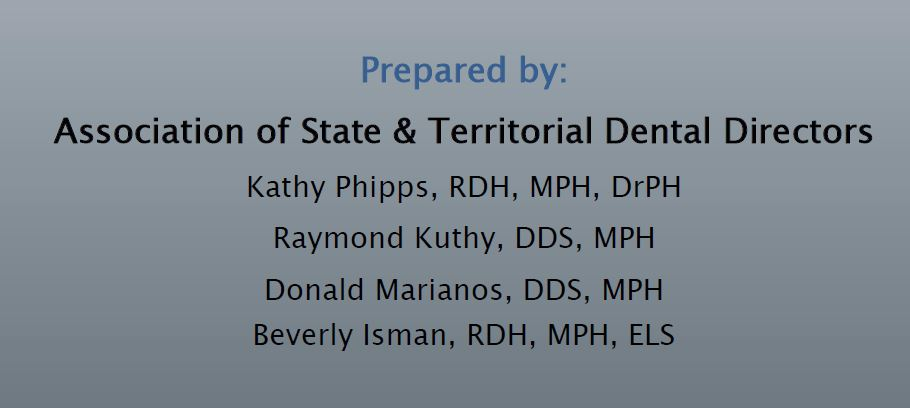 Prepared by:
Association of State & Territorial Dental Directors
Kathy Phipps, RDH, MPH, DrPH
Raymond Kuthy, DDS, MPH
Donald Marianos, DDS, MPH
Beverly Isman, RDH, MPH, ELS